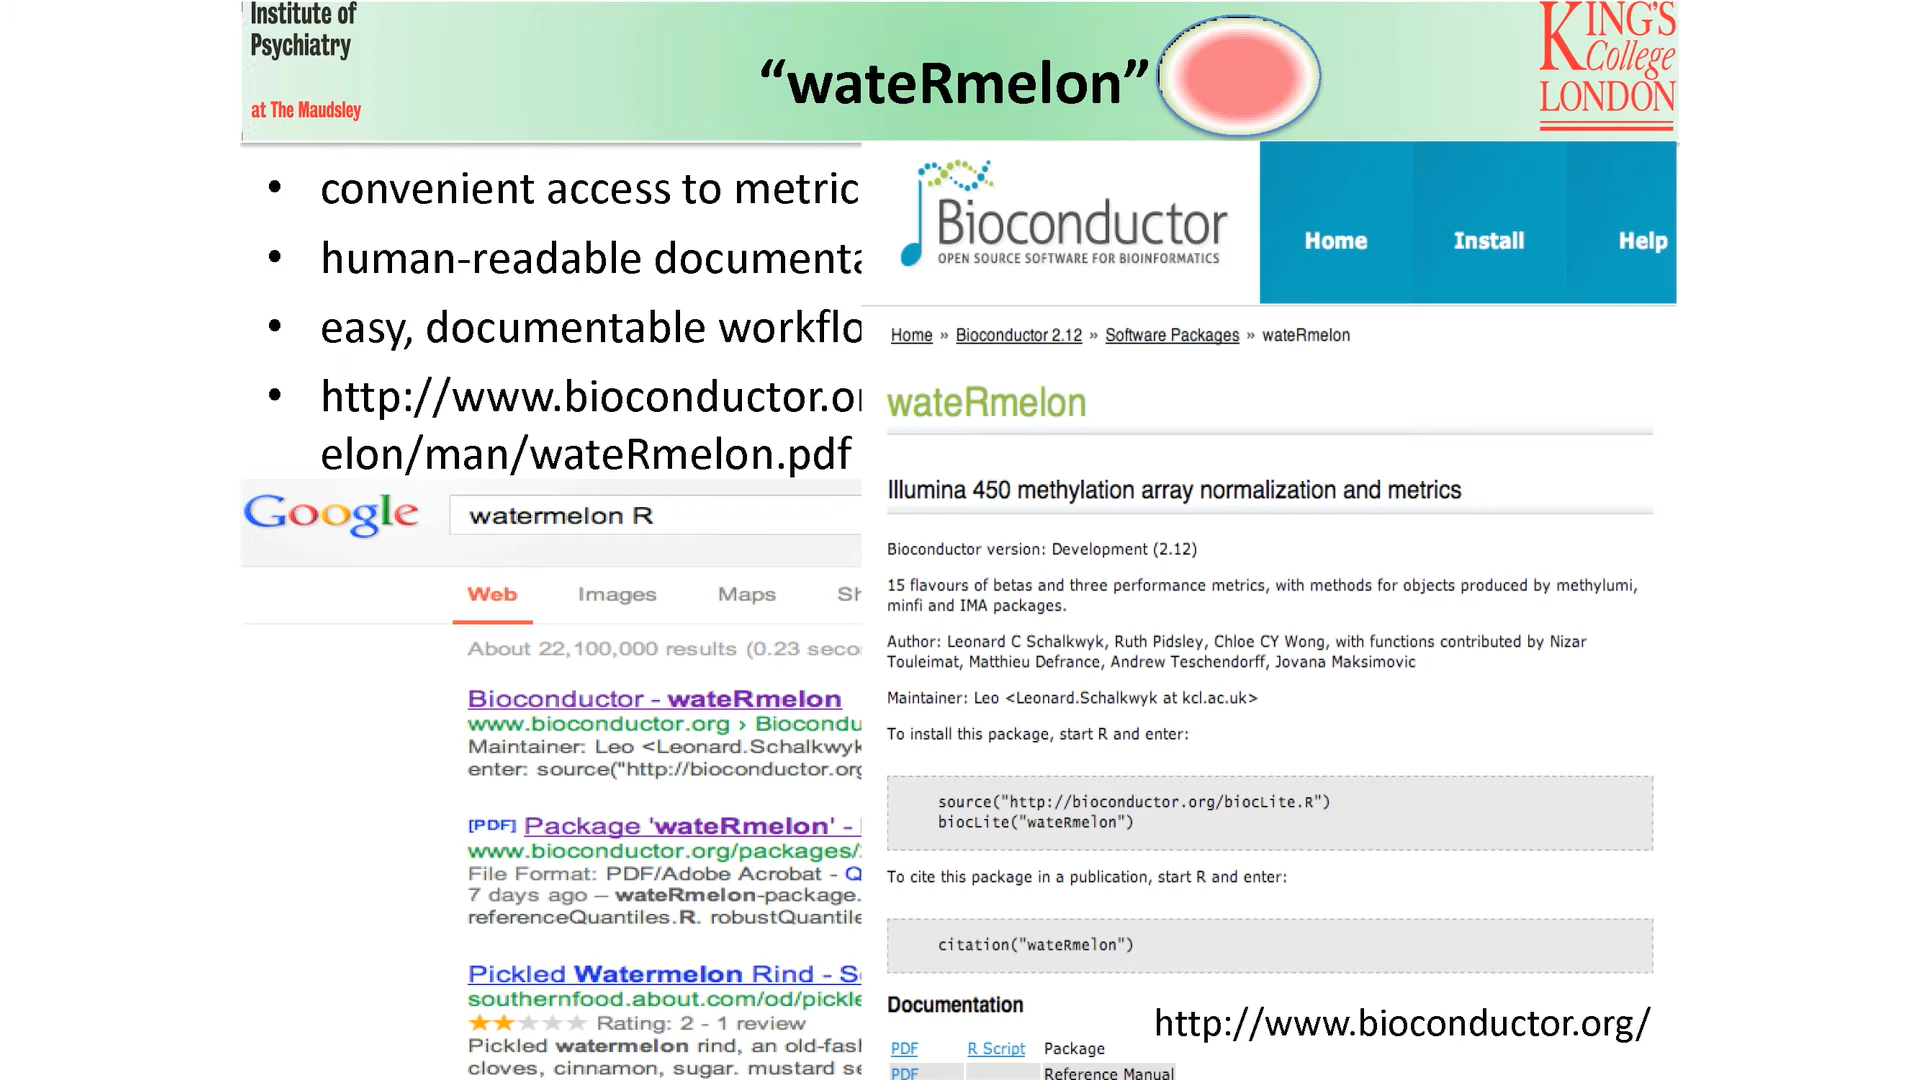 Institute of
Psychiatry
at The Maudsley
“wateRmelon”
KING'S
College
LONDON
• convenient access to metric
• human-readable documenta
• easy, documentable workflo
• http://www.bioconductor.or
elon/man/wateRmelon.pdf
Google
watermelon R
Web Images Maps Sh
About 22,100,000 results (0.23 seco
Bioconductor - wateRmelon
www.bioconductor.org › Biocondu
Maintainer: Leo <Leonard.Schalkwyk
enter: source("http://bioconductor.org
[PDF] Package 'wateRmelon' -
www.bioconductor.org/packages/
File Format: PDF/Adobe Acrobat - Q
7 days ago – wateRmelon-package.
referenceQuantiles.R. robustQuantile
Pickled Watermelon Rind - So
southernfood.about.com/od/pickle
Rating: 2 - 1 review
Pickled watermelon rind, an old-fash
cloves, cinnamon, sugar. mustard se
Bioconductor
OPEN SOURCE SOFTWARE FOR BIOINFORMATICS
Home Install Help
Home » Bioconductor 2.12 » Software Packages » wateRmelon
wateRmelon
Illumina 450 methylation array normalization and metrics
Bioconductor version: Development (2.12)
15 flavours of betas and three performance metrics, with methods for objects produced by methylumi,
minfi and IMA packages.
Author: Leonard C Schalkwyk, Ruth Pidsley, Chloe CY Wong, with functions contributed by Nizar
Touleimat, Matthieu Defrance, Andrew Teschendorff, Jovana Maksimovic
Maintainer: Leo <Leonard.Schalkwyk at kcl.ac.uk>
To install this package, start R and enter:
source("http://bioconductor.org/biocLite.R")
biocLite("wateRmelon")
To cite this package in a publication, start R and enter:
citation("wateRmelon")
Documentation
http://www.bioconductor.org/
PDF R Script Package
PDF Reference Manual